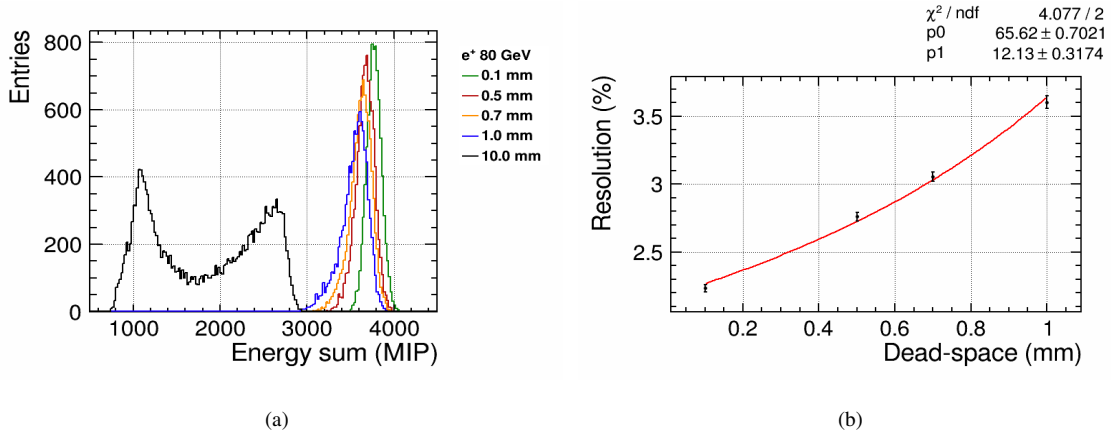 Entries
800
600
400
200
0
1000 2000 3000 4000
Energy sum (MIP)
e⁺ 80 GeV
0.1 mm
0.5 mm
0.7 mm
1.0 mm
10.0 mm
(a)
χ² / ndf 4.077 / 2
p0 65.62 ± 0.7021
p1 12.13 ± 0.3174
Resolution (%)
3.5
3
2.5
0.2 0.4 0.6 0.8 1
Dead-space (mm)
(b)